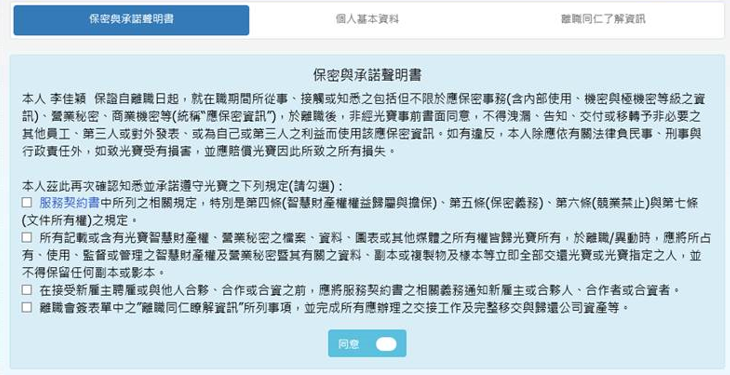 保密與承諾聲明書
個人基本資料
離職同仁了解資訊
保密與承諾聲明書
本人 李佳穎 保證自離職日起，就在職期間所從事、接觸或知悉之包括但不限於應保密事務(含內部使用、機密與極機密等級之資
訊)、營業秘密、商業機密等(統稱“應保密資訊”)，於離職後，非經光寶事前書面同意，不得洩漏、告知、交付或移轉予非必要之
其他員工、第三人或對外發表、或為自己或第三人之利益而使用該應保密資訊。如有違反，本人除應依有關法律負民事、刑事與
行政責任外，如致光寶受有損害，並應賠償光寶因此所致之所有損失。
本人茲此再次確認知悉並承諾遵守光寶之下列規定(請勾選)：
服務契約書中所列之相關規定，特別是第四條(智慧財產權權益歸屬與擔保)、第五條(保密義務)、第六條(競業禁止)與第七條
(文件所有權)之規定。
所有記載或含有光寶智慧財產權、營業秘密之檔案、資料、圖表或其他媒體之所有權皆歸光寶所有，於離職/異動時，應將所占
有、使用、監督或管理之智慧財產權及營業秘密暨其有關之資料、副本或複製物及樣本等立即全部交還光寶或光寶指定之人，並
不得保留任何副本或影本。
在接受新雇主聘雇或與他人合夥、合作或合資之前，應將服務契約書之相關義務通知新雇主或合夥人、合作者或合資者。
離職會簽表單中之”離職同仁瞭解資訊”所列事項，並完成所有應辦理之交接工作及完整移交與歸還公司資產等。
同意